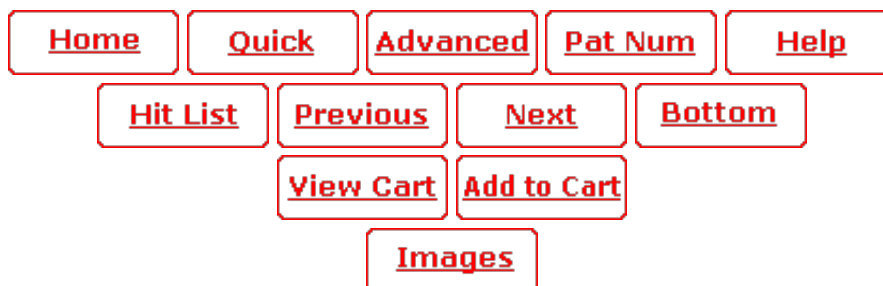 Home Quick Advanced Pat Num Help
Hit List Previous Next Bottom
View Cart Add to Cart
Images